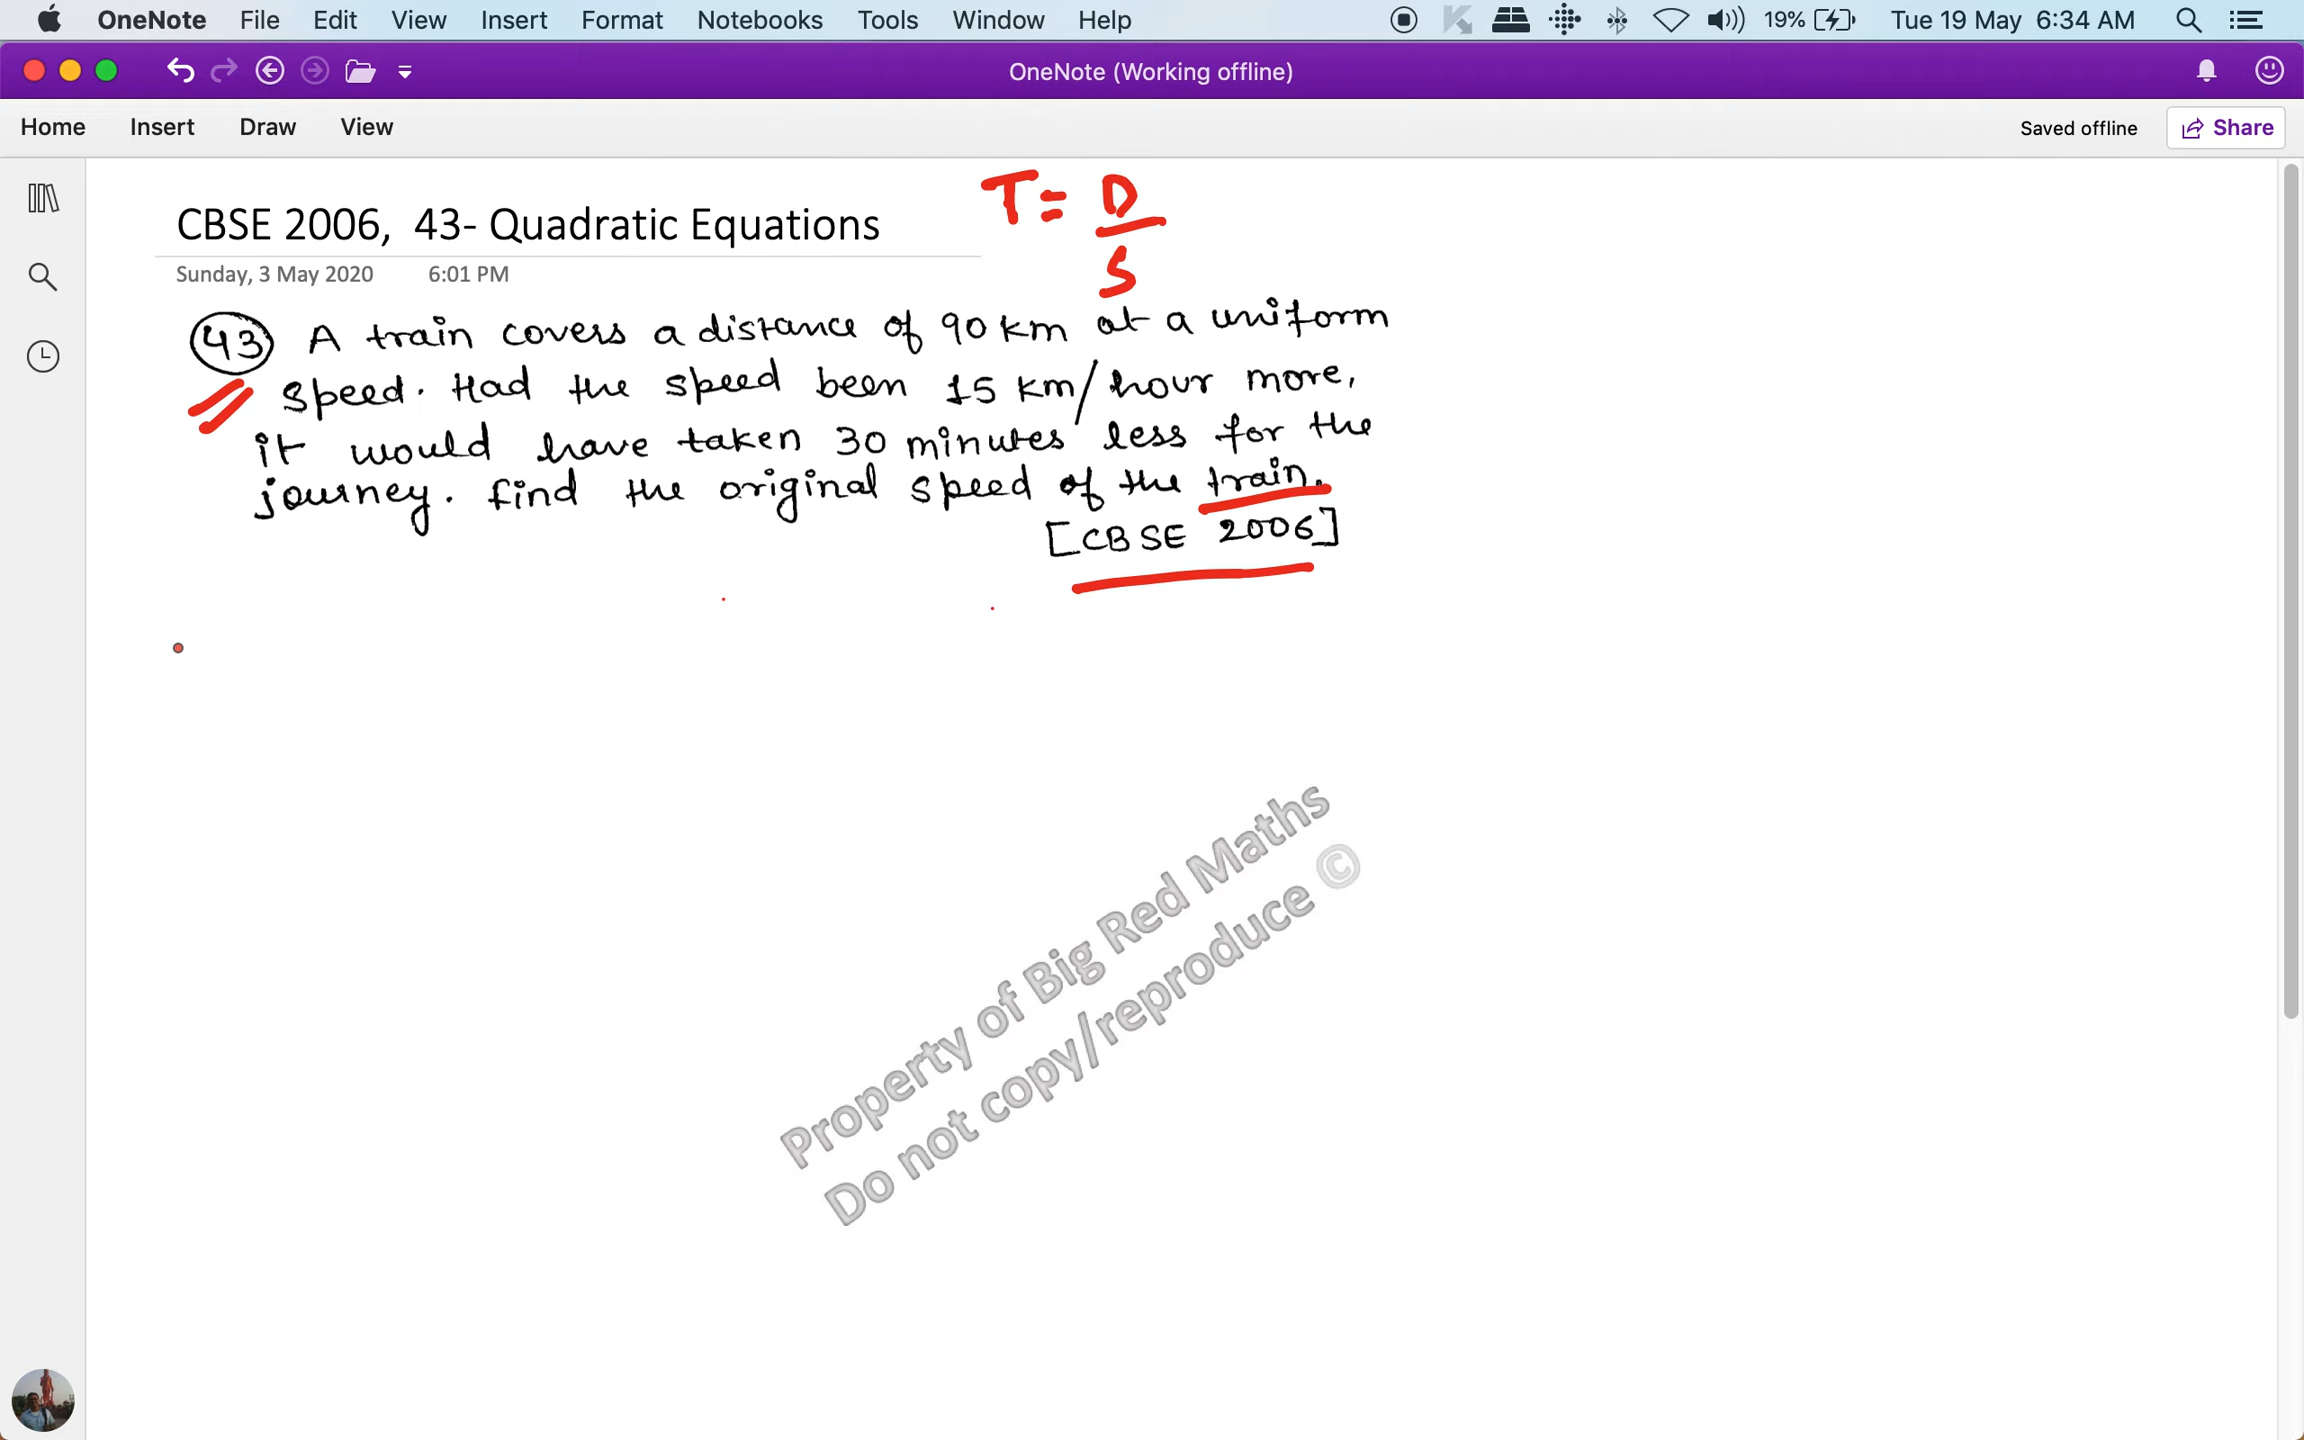 OneNote File Edit View Insert Format Notebooks Tools Window Help 19% Tue 19 May 6:34 AM
OneNote (Working offline)
Home Insert Draw View Saved offline Share
T = D
S
CBSE 2006, 43- Quadratic Equations
Sunday, 3 May 2020 6:01 PM
43 A train covers a distance of 90 km at a uniform
speed. Had the speed been 15 km/hour more,
it would have taken 30 minutes less for the
journey. find the original speed of the train.
[CBSE 2006]
Property of Big Red Maths
Do not copy/reproduce ©